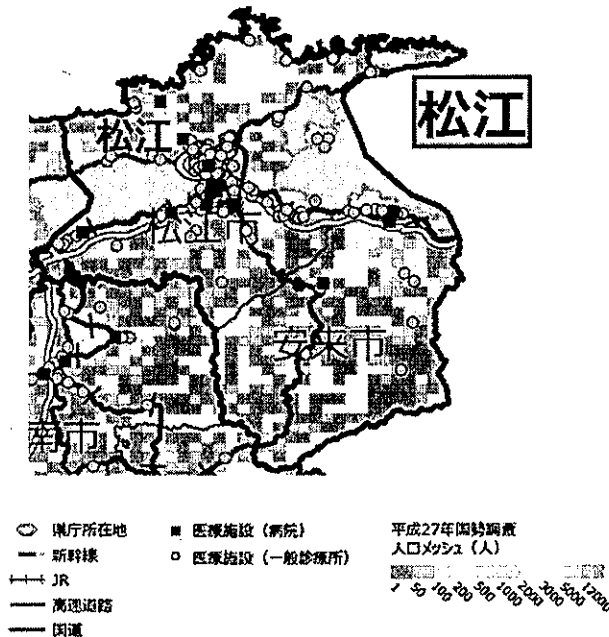 松江
松江
松江市
安来市
南市
県庁所在地
新幹線
JR
高速道路
国道
医療施設（病院）
医療施設（一般診療所）
平成27年国勢調査
人口メッシュ（人）
1 50 100 200 500 1000 2000 3000 5000 12000